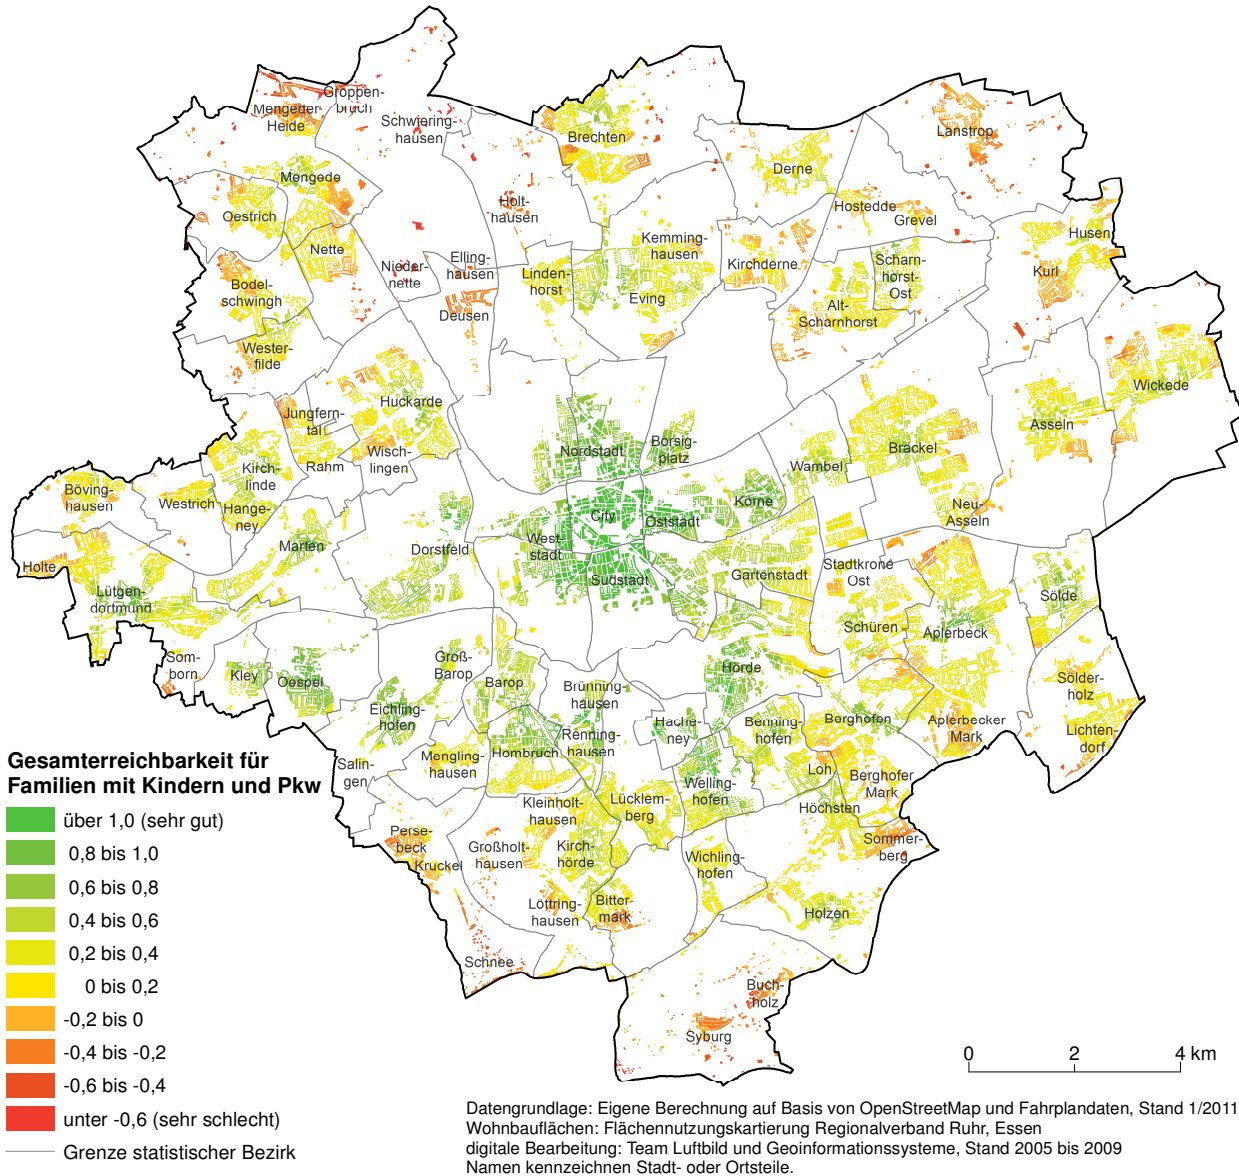 Groppen-
bruch
Mengeder
Heide
Schwiering-
hausen
Brechten
Lanstrop
Mengede
Derne
Oestrich
Holt-
hausen
Hostedde
Grevel
Husen
Nette
Kemming-
hausen
Kirchderne
Scharn-
horst-
Ost
Kurl
Nieder-
nette
Elling-
hausen
Linden-
horst
Bodel-
schwingh
Eving
Deusen
Alt-
Scharnhorst
Wester-
filde
Wickede
Huckarde
Jungfern-
tal
Asseln
Nordstadt
Borsig-
platz
Brackel
Rahm
Wisch-
lingen
Wambel
Kirch-
linde
Böving-
hausen
Westrich
Hange-
ney
Körne
Neu-
Asseln
City
Oststadt
West
stadt
Marten
Dorstfeld
Holte
Südstadt
Gartenstadt
Stadtkrone
Ost
Lütgen-
dortmund
Sölde
Schüren
Aplerbeck
Som-
born
Kley
Oespel
Groß-
Barop
Barop
Hörde
Brünning-
hausen
Sölder-
holz
Eichling-
hofen
Hache-
ney
Benning-
hofen
Berghofen
Aplerbecker
Mark
Lichten-
dorf
Renning-
hausen
Hombruch
Mengling-
hausen
Salin-
gen
Loh
Berghofer
Mark
Welling-
hofen
Höchsten
Kleinholt-
hausen
Lücklem-
berg
Perse-
beck
Kruckel
Großholt-
hausen
Kirch-
hörde
Sommer-
berg
Wichling-
hofen
Löttring-
hausen
Bitter-
mark
Holzen
Schnee
Buch-
holz
Syburg
Gesamterreichbarkeit für
Familien mit Kindern und Pkw
über 1,0 (sehr gut)
0,8 bis 1,0
0,6 bis 0,8
0,4 bis 0,6
0,2 bis 0,4
0 bis 0,2
-0,2 bis 0
-0,4 bis -0,2
-0,6 bis -0,4
unter -0,6 (sehr schlecht)
Grenze statistischer Bezirk
0 2 4 km
Datengrundlage: Eigene Berechnung auf Basis von OpenStreetMap und Fahrplandaten, Stand 1/2011
Wohnbauflächen: Flächennutzungskartierung Regionalverband Ruhr, Essen
digitale Bearbeitung: Team Luftbild und Geoinformationssysteme, Stand 2005 bis 2009
Namen kennzeichnen Stadt- oder Ortsteile.